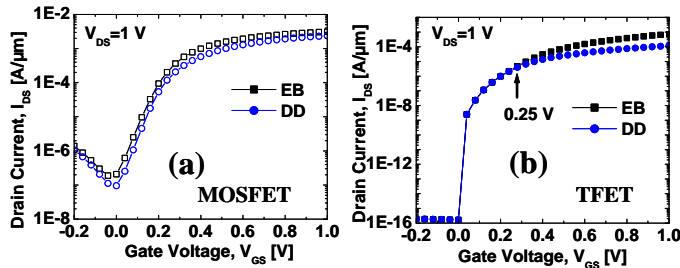 V_DS=1 V
Drain Current, I_DS [A/μm]
1E-2
1E-4
1E-6
1E-8
EB
DD
(a)
MOSFET
-0.2 0.0 0.2 0.4 0.6 0.8 1.0
Gate Voltage, V_GS [V]
V_DS=1 V
Drain Current, I_DS [A/μm]
1E-4
1E-8
1E-12
1E-16
0.25 V
EB
DD
(b)
TFET
-0.2 0.0 0.2 0.4 0.6 0.8 1.0
Gate Voltage, V_GS [V]